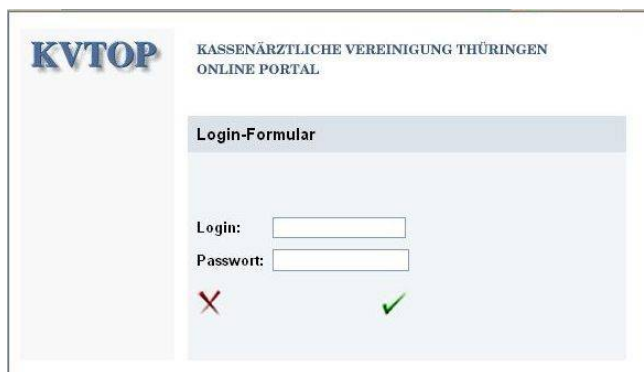 KVTOP
KASSENÄRZTLICHE VEREINIGUNG THÜRINGEN
ONLINE PORTAL
Login-Formular
Login:
Passwort: